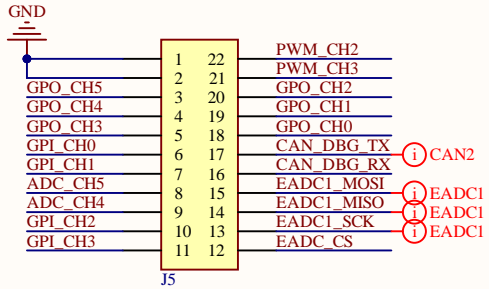 GND
1 22 PWM_CH2
2 21 PWM_CH3
GPO_CH5 3 20 GPO_CH2
GPO_CH4 4 19 GPO_CH1
GPO_CH3 5 18 GPO_CH0
GPI_CH0 6 17 CAN_DBG_TX i CAN2
GPI_CH1 7 16 CAN_DBG_RX
ADC_CH5 8 15 EADC1_MOSI i EADC1
ADC_CH4 9 14 EADC1_MISO i EADC1
GPI_CH2 10 13 EADC1_SCK i EADC1
GPI_CH3 11 12 EADC_CS
J5